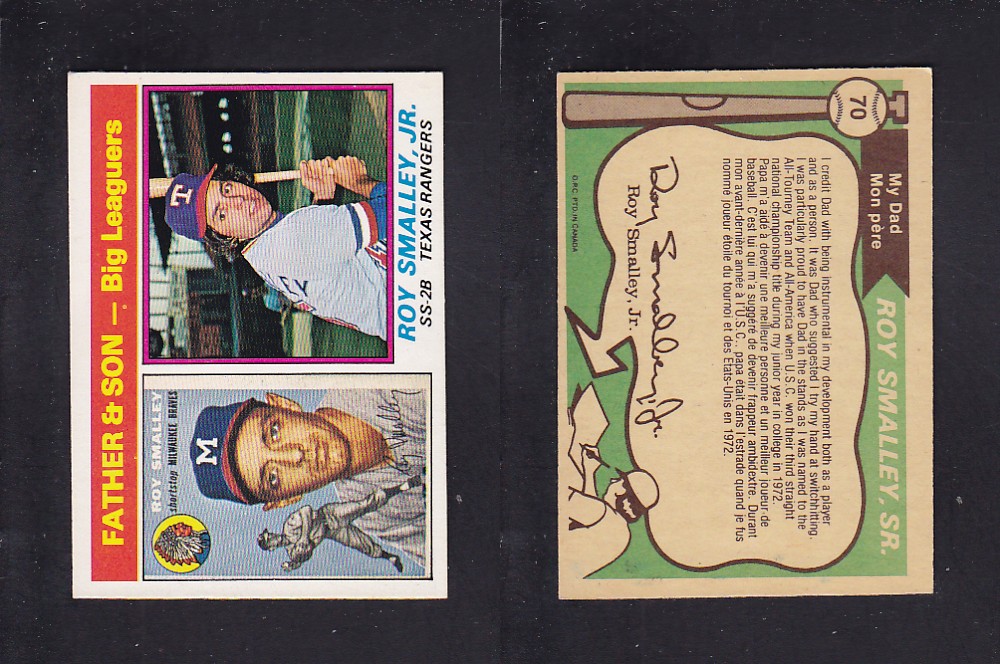 FATHER & SON — Big Leaguers
T
ROY SMALLEY, JR.
SS-2B TEXAS RANGERS
M
ROY SMALLEY
shortstop MILWAUKEE BRAVES
Roy Smalley
70
My Dad
Mon père
ROY SMALLEY, SR.
I credit Dad with being instrumental in my development both as a player
and as a person. It was Dad who suggested I try my hand at switchhitting.
I was particularly proud to have Dad in the stands as I was named to the
All-Tourney Team and All-America when U.S.C. won their third straight
national championship title during my junior year in college in 1972.
Papa m'a aidé à devenir une meilleure personne et un meilleur joueur de
baseball. C'est lui qui m'a suggéré de devenir frappeur ambidextre. Durant
mon avant-dernière année à l'U.S.C., papa était dans l'estrade quand je fus
nommé joueur étoile du tournoi et des Etats-Unis en 1972.
Roy Smalley Jr.
Roy Smalley, Jr.
O.P.C. PTD. IN CANADA